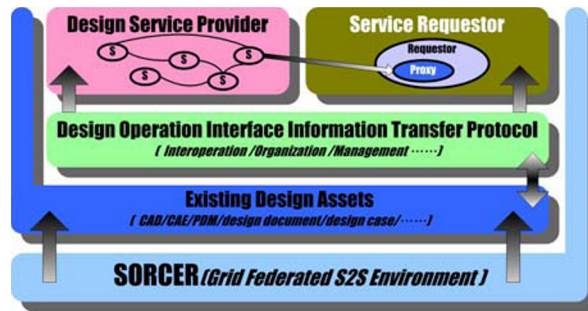 Design Service Provider
S
S
S
S
S
Service Requestor
Requestor
Proxy
Design Operation Interface Information Transfer Protocol
( Interoperation /Organization /Management ······)
Existing Design Assets
( CAD/CAE/PDM/design document/design case/······)
SORCER(Grid Federated S2S Environment )